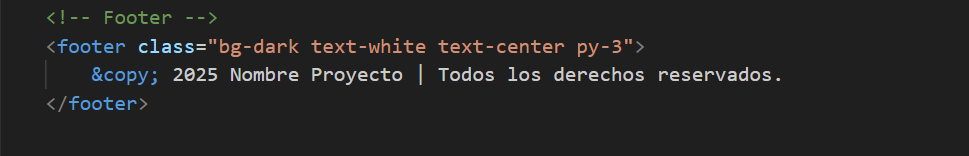 <!-- Footer -->
<footer class="bg-dark text-white text-center py-3">
&copy; 2025 Nombre Proyecto | Todos los derechos reservados.
</footer>